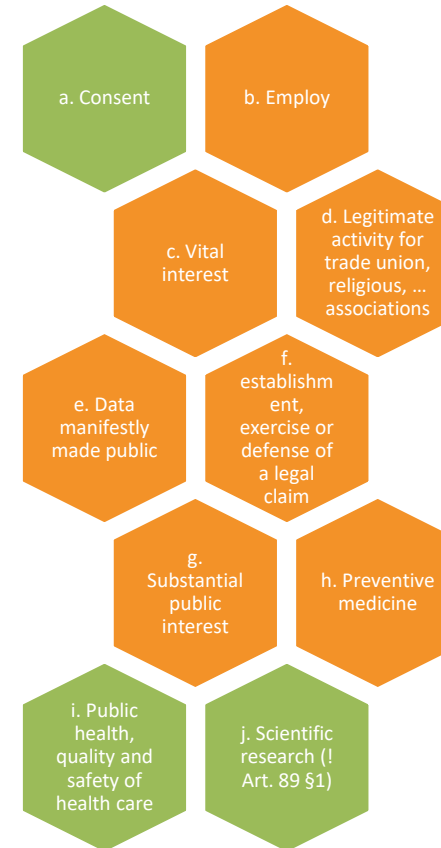 a. Consent
b. Employ
c. Vital
interest
d. Legitimate
activity for
trade union,
religious, …
associations
e. Data
manifestly
made public
f.
establishm
ent,
exercise or
defense of
a legal
claim
g.
Substantial
public
interest
h. Preventive
medicine
i. Public
health,
quality and
safety of
health care
j. Scientific
research (!
Art. 89 §1)